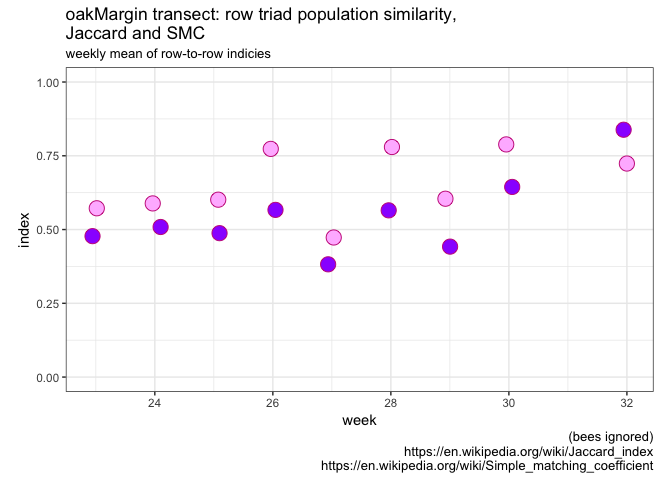 oakMargin transect: row triad population similarity,
Jaccard and SMC
weekly mean of row-to-row indicies
1.00
0.75
0.50
0.25
0.00
index
24 26 28 30 32
week
(bees ignored)
https://en.wikipedia.org/wiki/Jaccard_index
https://en.wikipedia.org/wiki/Simple_matching_coefficient